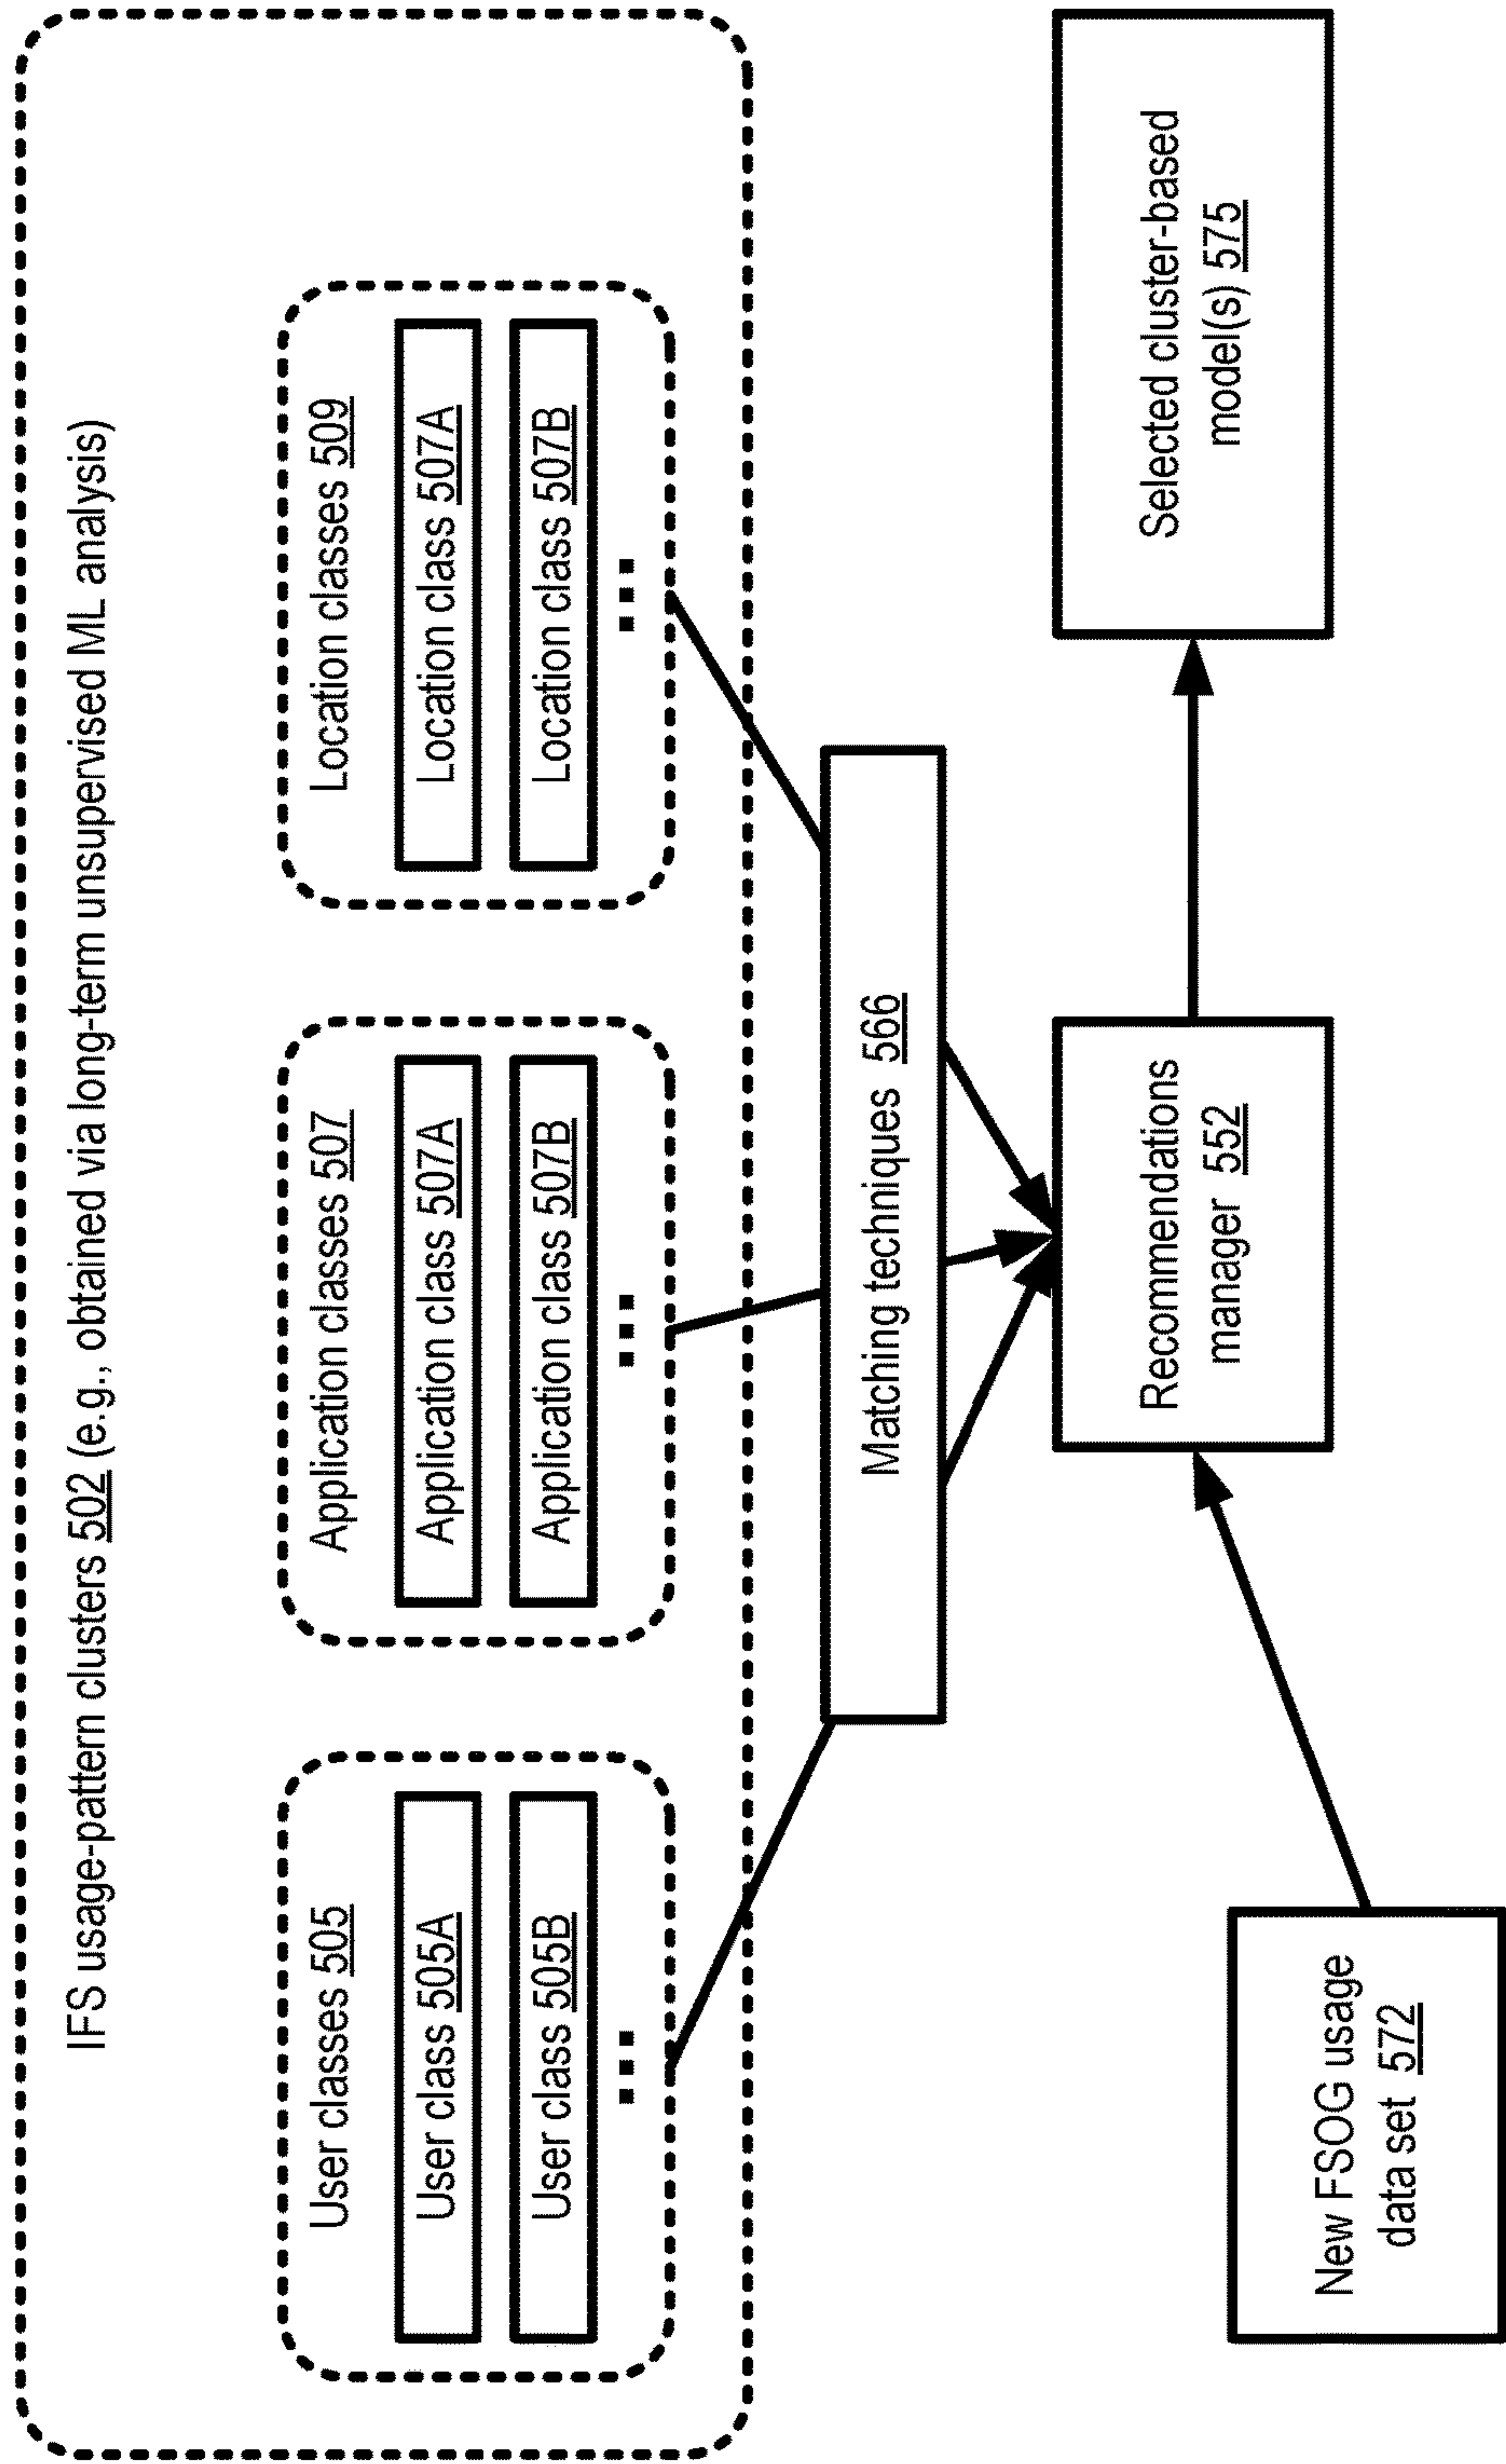 IFS usage-pattern clusters 502 (e.g., obtained via long-term unsupervised ML analysis)
User classes 505
User class 505A
User class 505B
...
Application classes 507
Application class 507A
Application class 507B
...
Location classes 509
Location class 507A
Location class 507B
...
Matching techniques 566
New FSOG usage
data set 572
Recommendations
manager 552
Selected cluster-based
model(s) 575